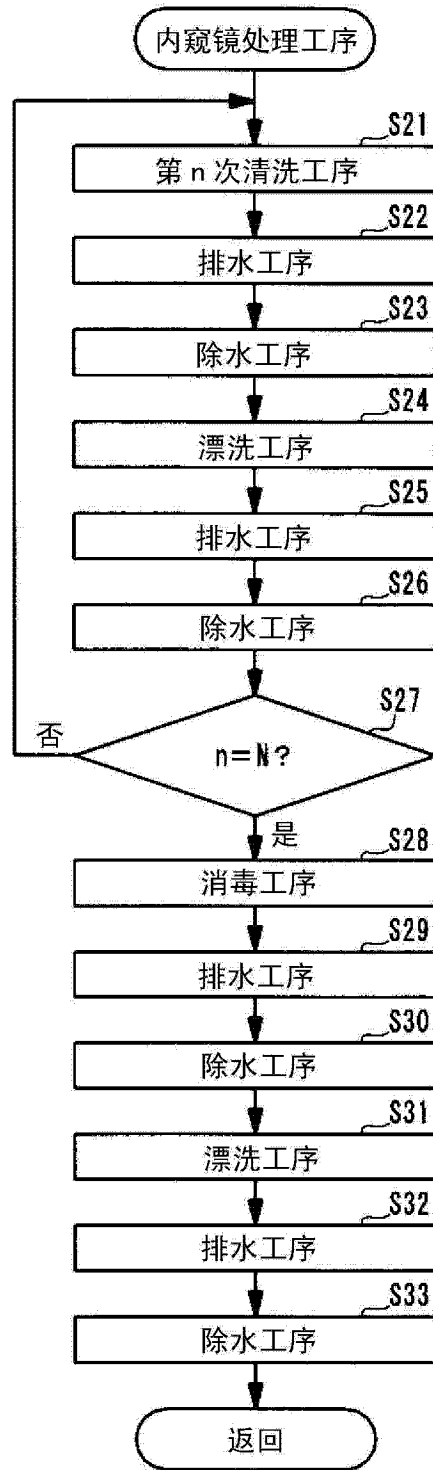 内窥镜处理工序
S21
第n次清洗工序
S22
排水工序
S23
除水工序
S24
漂洗工序
S25
排水工序
S26
除水工序
S27
n=N?
否
是
S28
消毒工序
S29
排水工序
S30
除水工序
S31
漂洗工序
S32
排水工序
S33
除水工序
返回